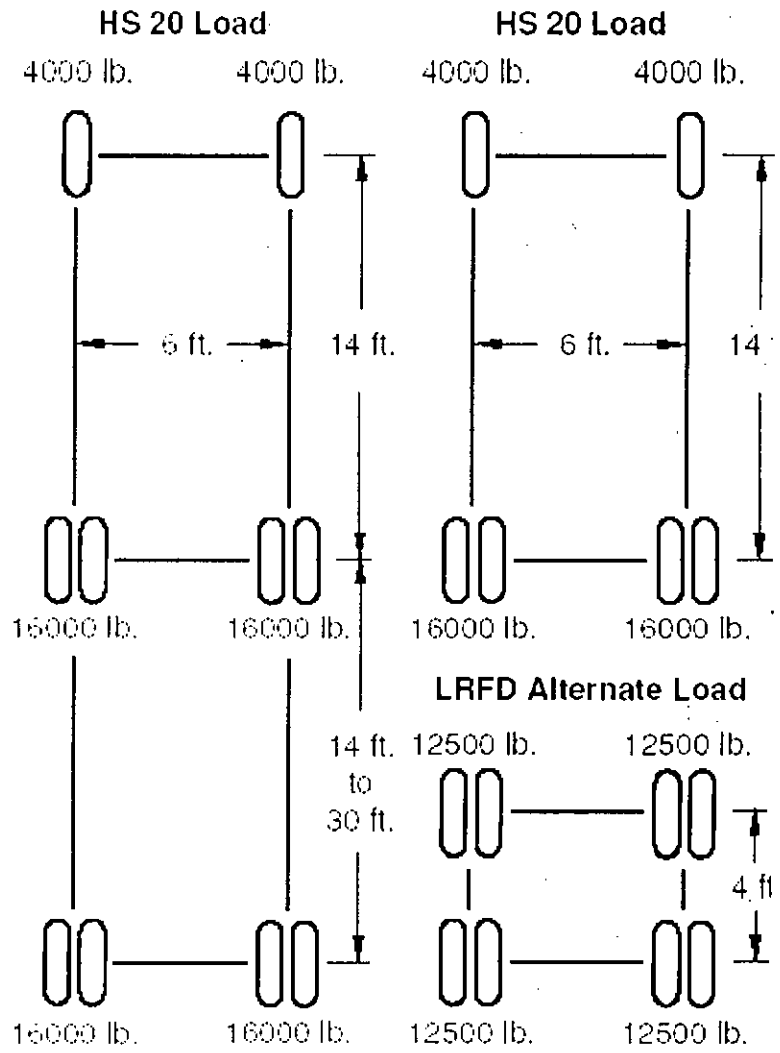 HS 20 Load
4000 lb. 4000 lb.
6 ft. 14 ft.
16000 lb. 16000 lb.
14 ft.
to
30 ft.
16000 lb. 16000 lb.
HS 20 Load
4000 lb. 4000 lb.
6 ft. 14
16000 lb. 16000 lb.
LRFD Alternate Load
12500 lb. 12500 lb.
4 ft
12500 lb. 12500 lb.